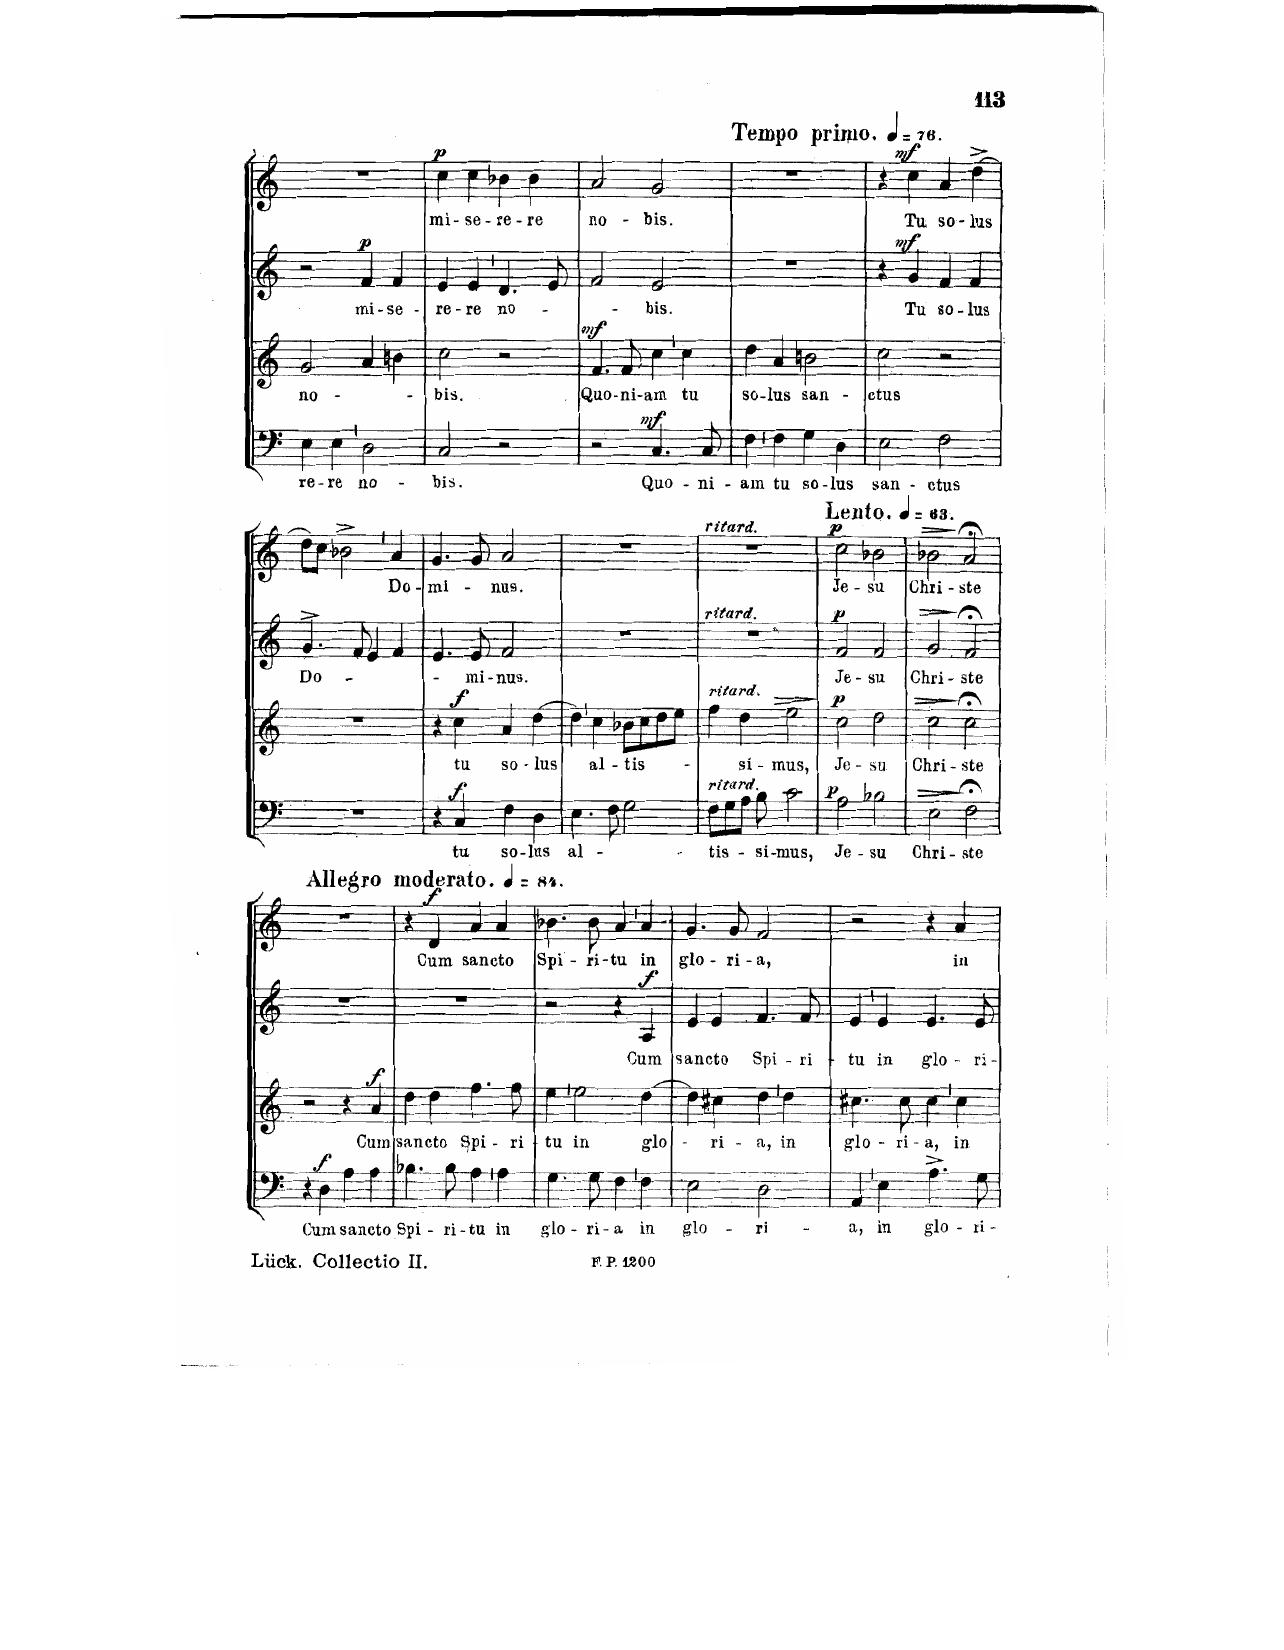 113
Tempo primo. ♩= 76.
p mf
mi-se-re-re no - bis. Tu so-lus
p mf
mi-se - re-re no - - bis. Tu so-lus
mf
no - - bis. Quo-ni-am tu so-lus san - ctus
mf
re-re no - bis. Quo - ni - am tu so-lus san - ctus
Lento. ♩= 63.
ritard. p
Do-mi - nus. Je - su Chri - ste
ritard. p
Do - - mi-nus. Je - su Chri - ste
f ritard. p
tu so-lus al-tis - - si-mus, Je - su Chri - ste
f ritard. p
tu so-lus al - - tis - si-mus, Je - su Chri - ste
Allegro moderato. ♩= 84.
f
Cum sancto Spi - ri-tu in glo - ri-a, in
f
Cum sancto Spi - ri - tu in glo - ri-
f
Cum sancto Spi - ri - tu in glo - ri - a, in glo - ri-a, in
f
Cum sancto Spi - ri-tu in glo - ri-a in glo - ri - a, in glo - ri-
Lück. Collectio II. F. P. 1200